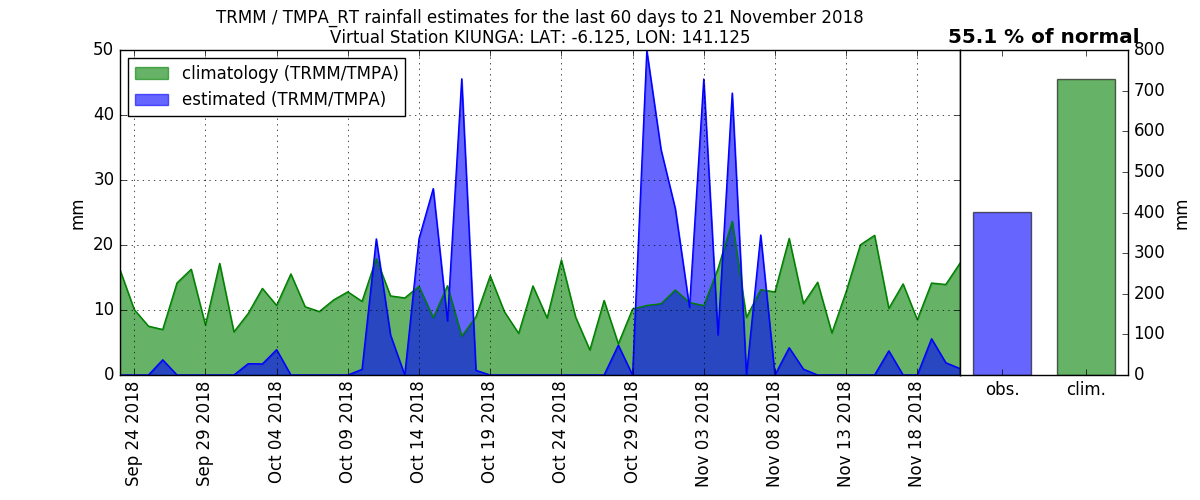 TRMM / TMPA_RT rainfall estimates for the last 60 days to 21 November 2018
Virtual Station KIUNGA: LAT: -6.125, LON: 141.125
55.1 % of normal
climatology (TRMM/TMPA)
estimated (TRMM/TMPA)
50
40
30
20
10
0
mm
Sep 24 2018
Sep 29 2018
Oct 04 2018
Oct 09 2018
Oct 14 2018
Oct 19 2018
Oct 24 2018
Oct 29 2018
Nov 03 2018
Nov 08 2018
Nov 13 2018
Nov 18 2018
obs.
clim.
800
700
600
500
400
300
200
100
0
mm